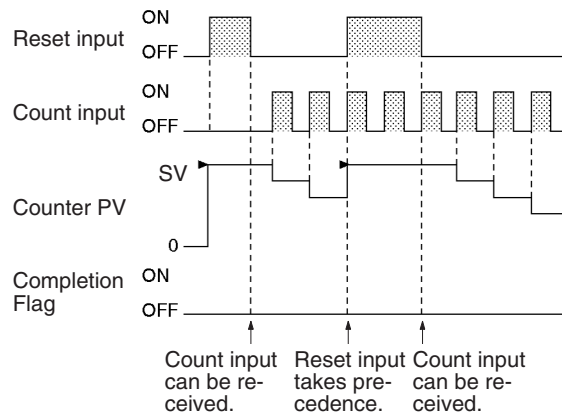 ON
Reset input
OFF
ON
Count input
OFF
SV
Counter PV
0
Completion
Flag
ON
OFF
Count input
can be re-
ceived.
Reset input
takes pre-
cedence.
Count input
can be re-
ceived.